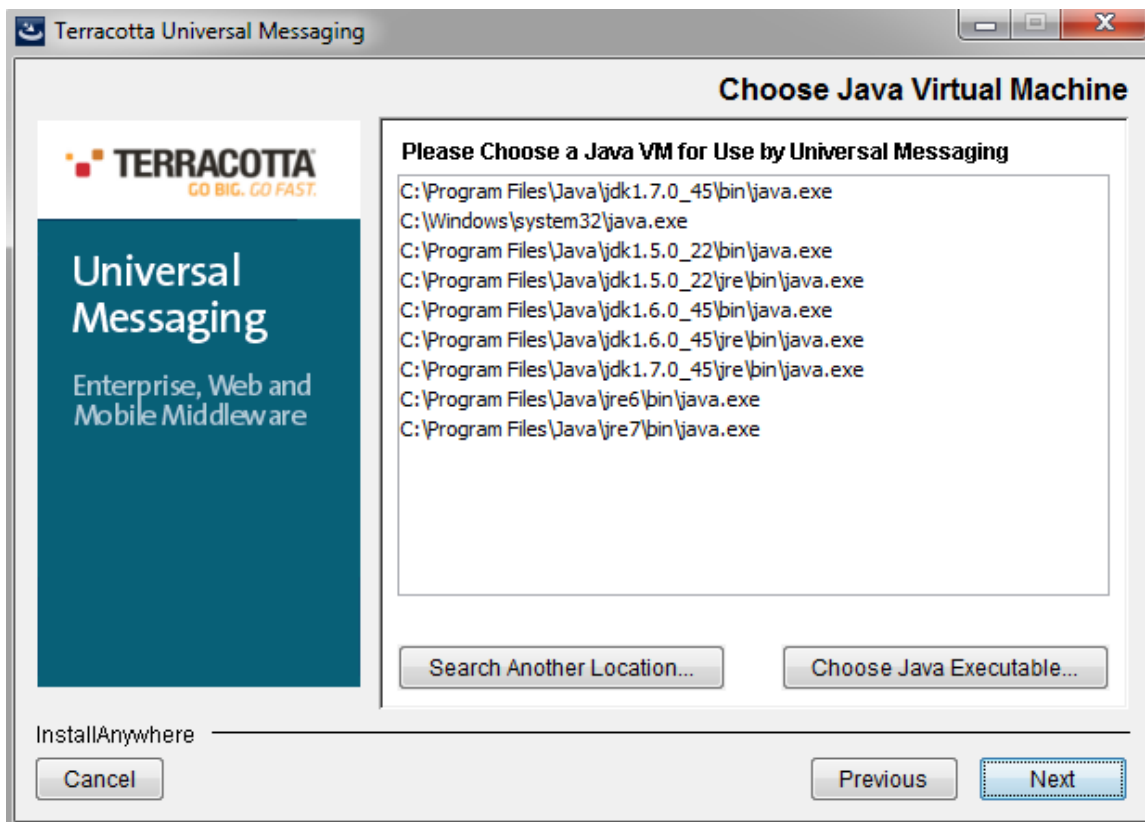 Terracotta Universal Messaging
Choose Java Virtual Machine
TERRACOTTA
GO BIG. GO FAST.
Universal
Messaging
Enterprise, Web and
Mobile Middleware
Please Choose a Java VM for Use by Universal Messaging
C:\Program Files\Java\jdk1.7.0_45\bin\java.exe
C:\Windows\system32\java.exe
C:\Program Files\Java\jdk1.5.0_22\bin\java.exe
C:\Program Files\Java\jdk1.5.0_22\jre\bin\java.exe
C:\Program Files\Java\jdk1.6.0_45\bin\java.exe
C:\Program Files\Java\jdk1.6.0_45\jre\bin\java.exe
C:\Program Files\Java\jdk1.7.0_45\jre\bin\java.exe
C:\Program Files\Java\jre6\bin\java.exe
C:\Program Files\Java\jre7\bin\java.exe
Search Another Location...
Choose Java Executable...
InstallAnywhere
Cancel
Previous
Next